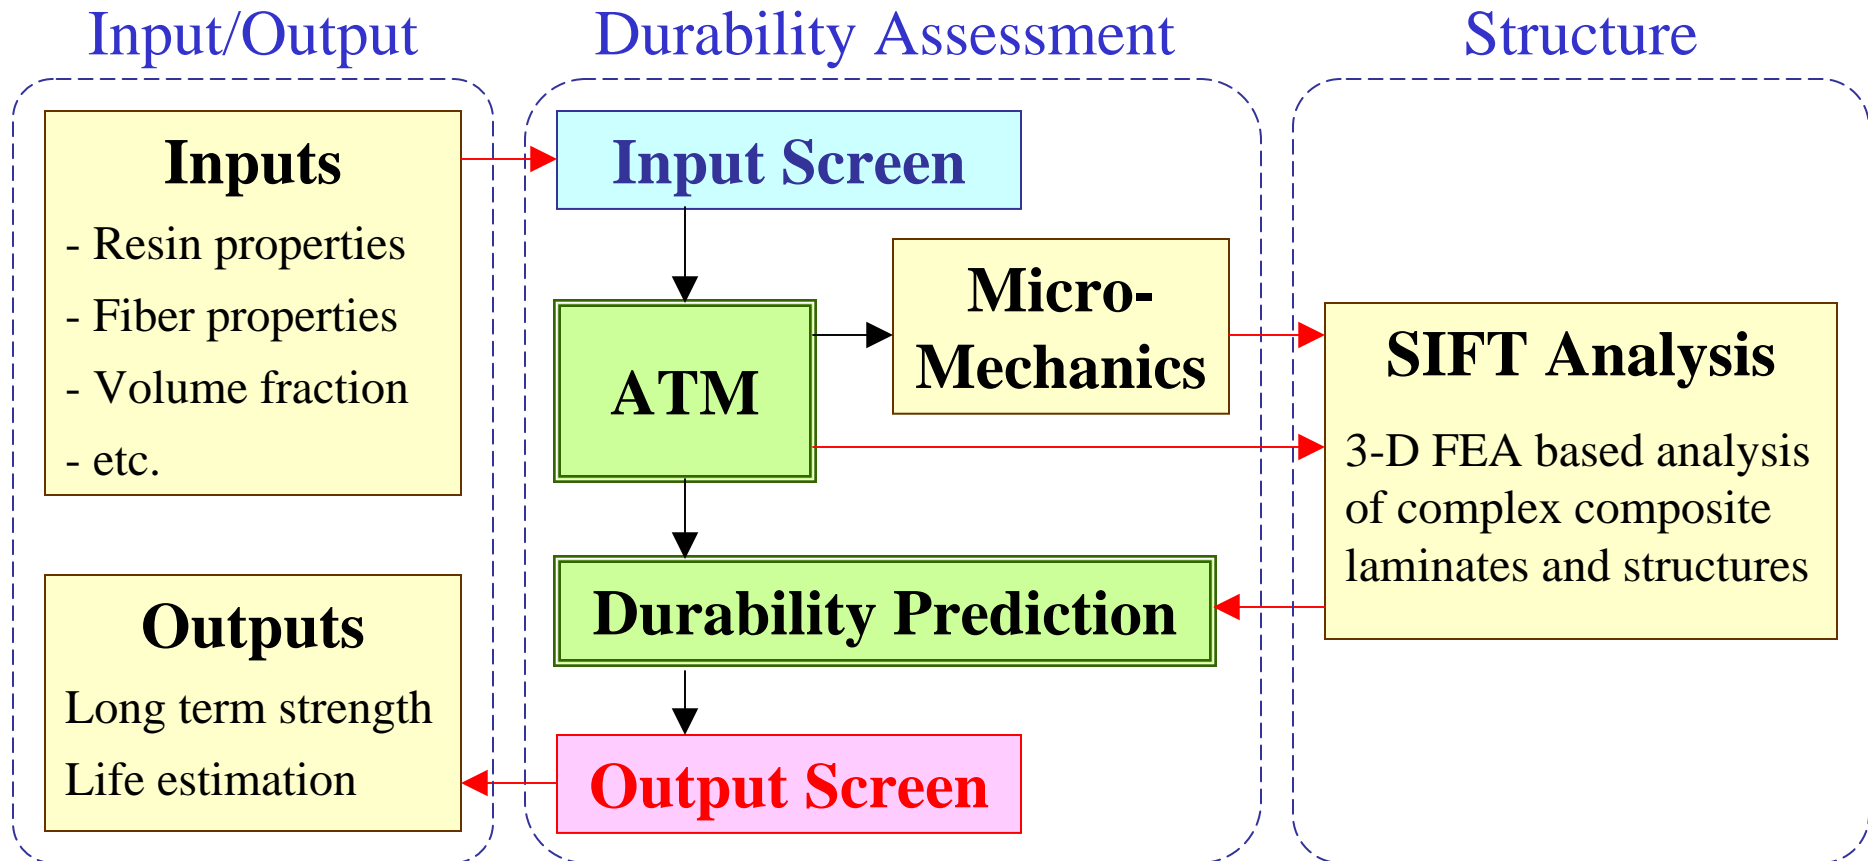 Input/Output
Durability Assessment
Structure
Inputs
- Resin properties
- Fiber properties
- Volume fraction
- etc.
Outputs
Long term strength
Life estimation
Input Screen
ATM
Micro-
Mechanics
Durability Prediction
Output Screen
SIFT Analysis
3-D FEA based analysis
of complex composite
laminates and structures